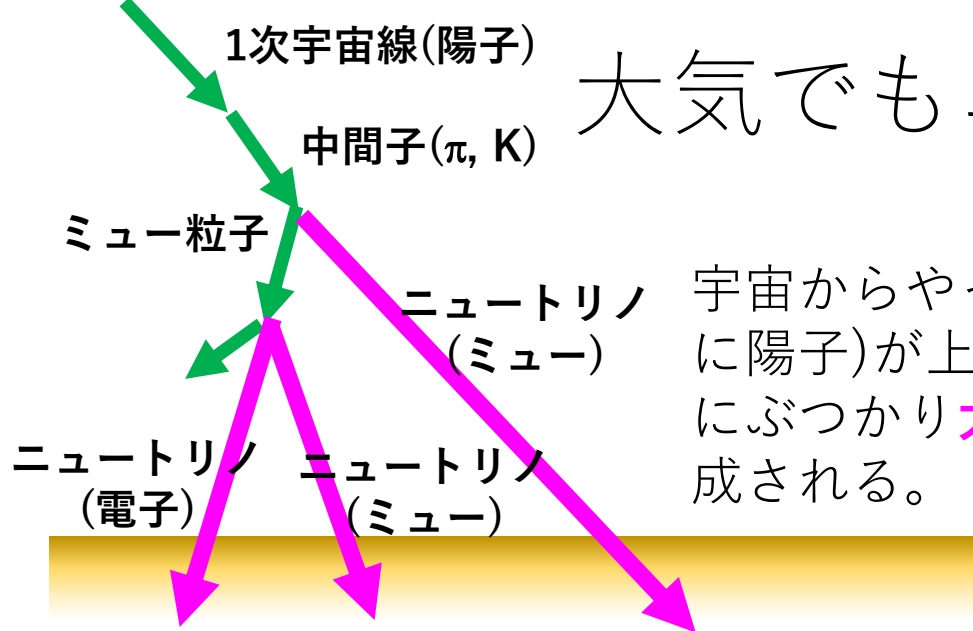 1次宇宙線(陽子)
大気でも
中間子(π, K)
ミュー粒子
ニュートリノ
(ミュー)
宇宙からや
に陽子)が上
にぶつかり
成される。
ニュートリノ
(電子)
ニュートリノ
(ミュー)